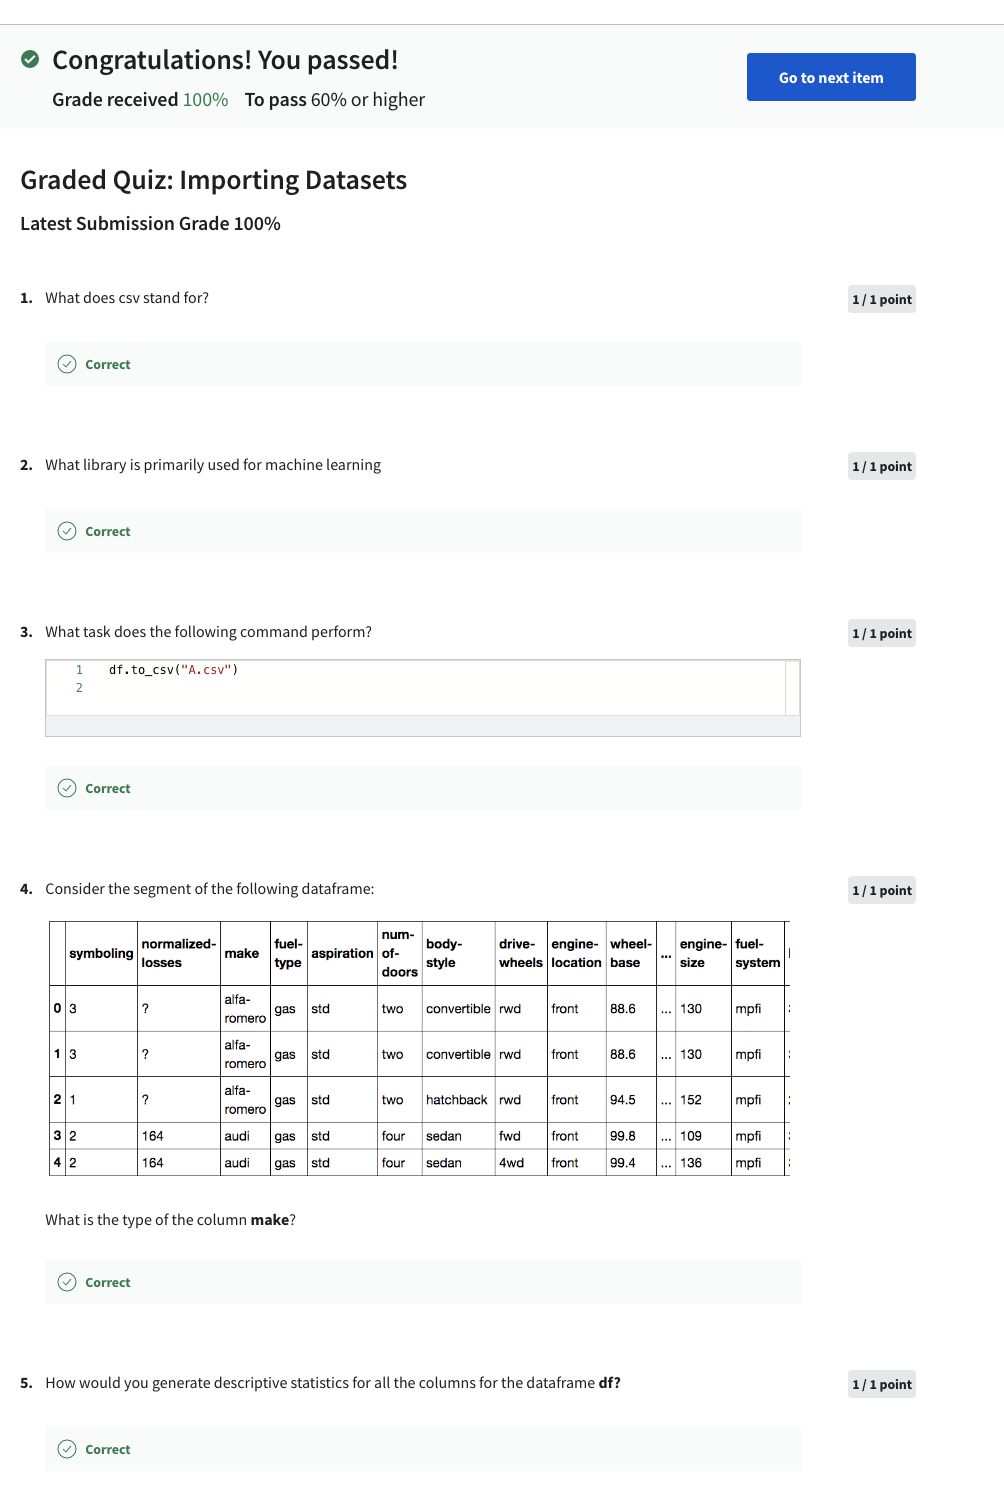 Congratulations! You passed!
Go to next item
Grade received 100% To pass 60% or higher
Graded Quiz: Importing Datasets
Latest Submission Grade 100%
1. What does csv stand for?
1 / 1 point
Correct
2. What library is primarily used for machine learning
1 / 1 point
Correct
3. What task does the following command perform?
1 / 1 point
1 df.to_csv("A.csv")
2
Correct
4. Consider the segment of the following dataframe:
1 / 1 point
symboling normalized-losses make fuel-type aspiration num-of-doors body-style drive-wheels engine-location wheel-base ... engine-size fuel-system
0 3 ? alfa-romero gas std two convertible rwd front 88.6 ... 130 mpfi
1 3 ? alfa-romero gas std two convertible rwd front 88.6 ... 130 mpfi
2 1 ? alfa-romero gas std two hatchback rwd front 94.5 ... 152 mpfi
3 2 164 audi gas std four sedan fwd front 99.8 ... 109 mpfi
4 2 164 audi gas std four sedan 4wd front 99.4 ... 136 mpfi
What is the type of the column make?
Correct
5. How would you generate descriptive statistics for all the columns for the dataframe df?
1 / 1 point
Correct